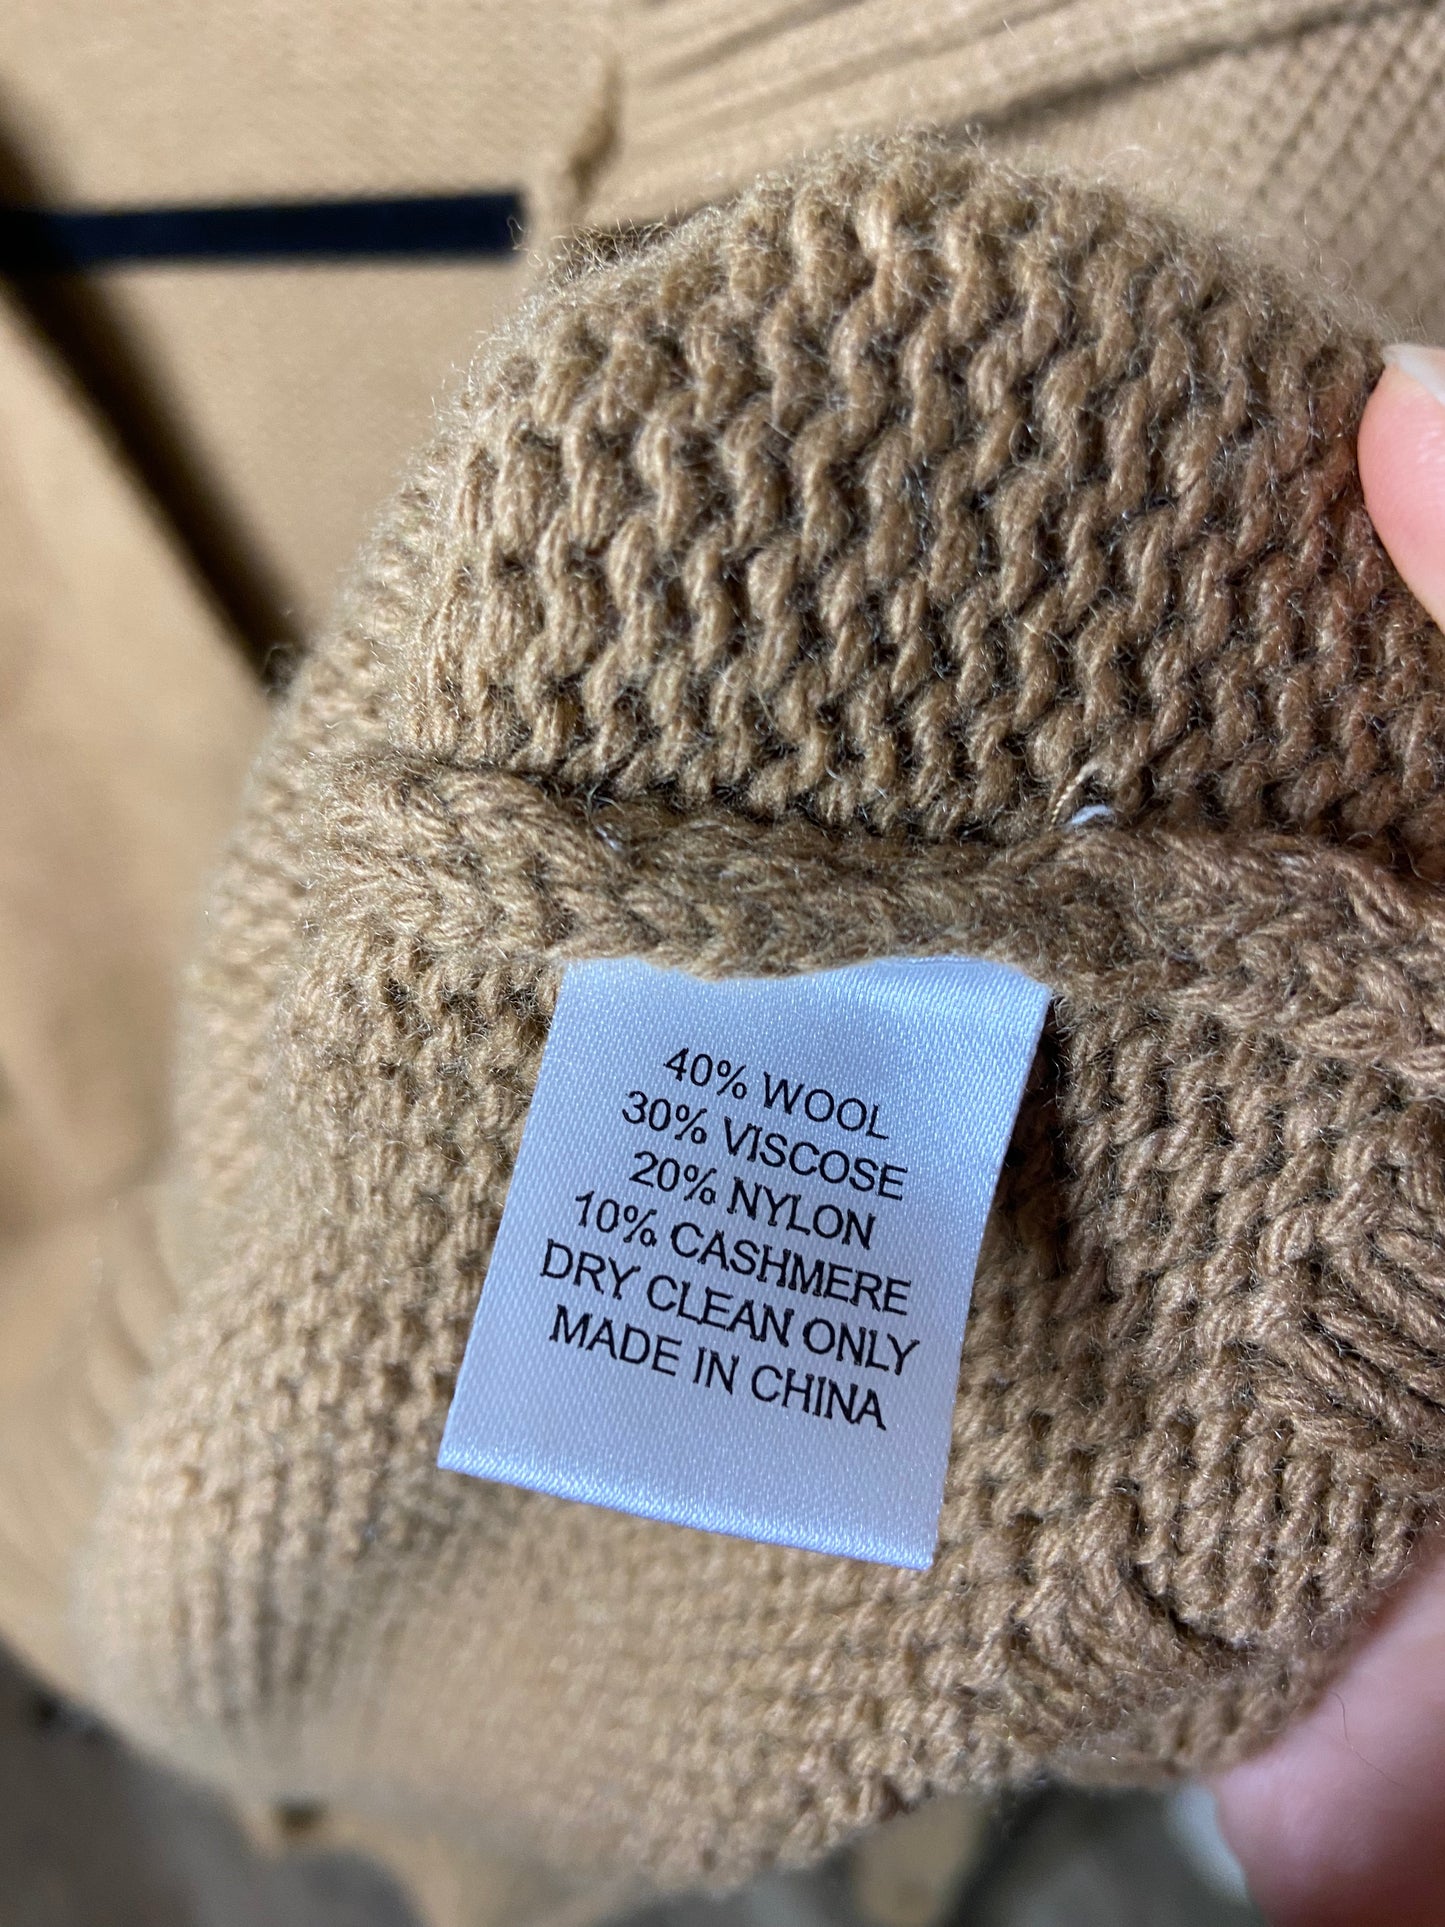 40% WOOL
30% VISCOSE
20% NYLON
10% CASHMERE
DRY CLEAN ONLY
MADE IN CHINA